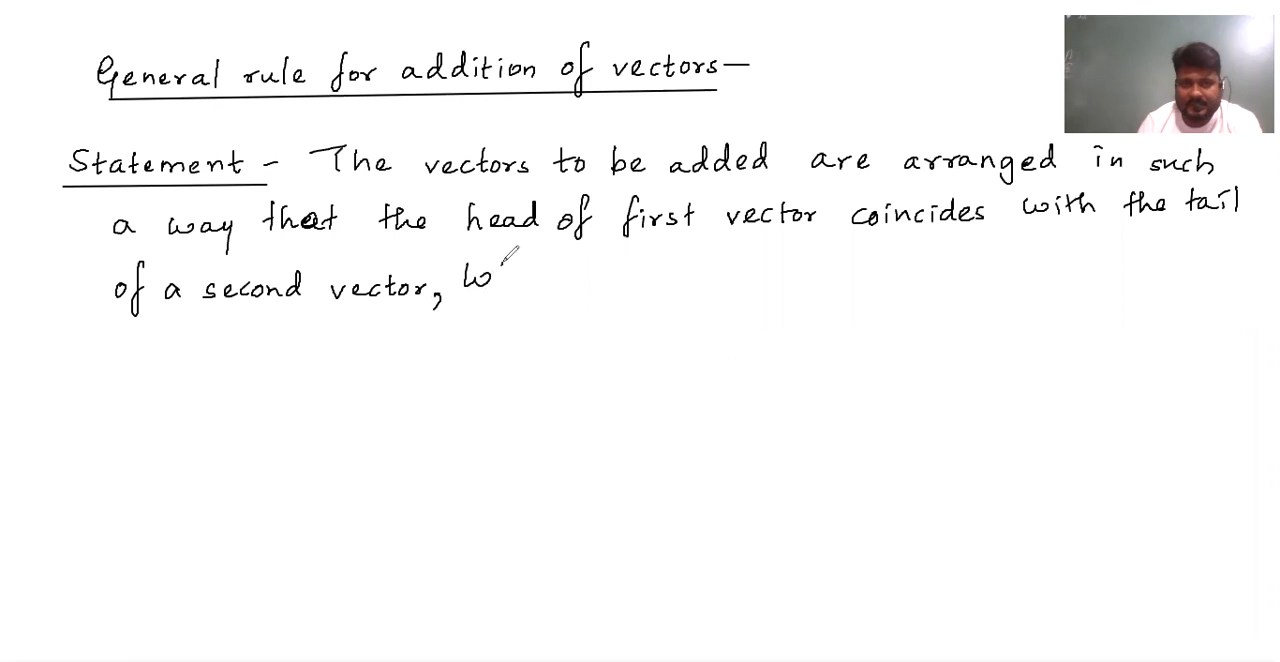 General rule for addition of vectors—
Statement - The vectors to be added are arranged in such
a way that the head of first vector coincides with the tail
of a second vector,